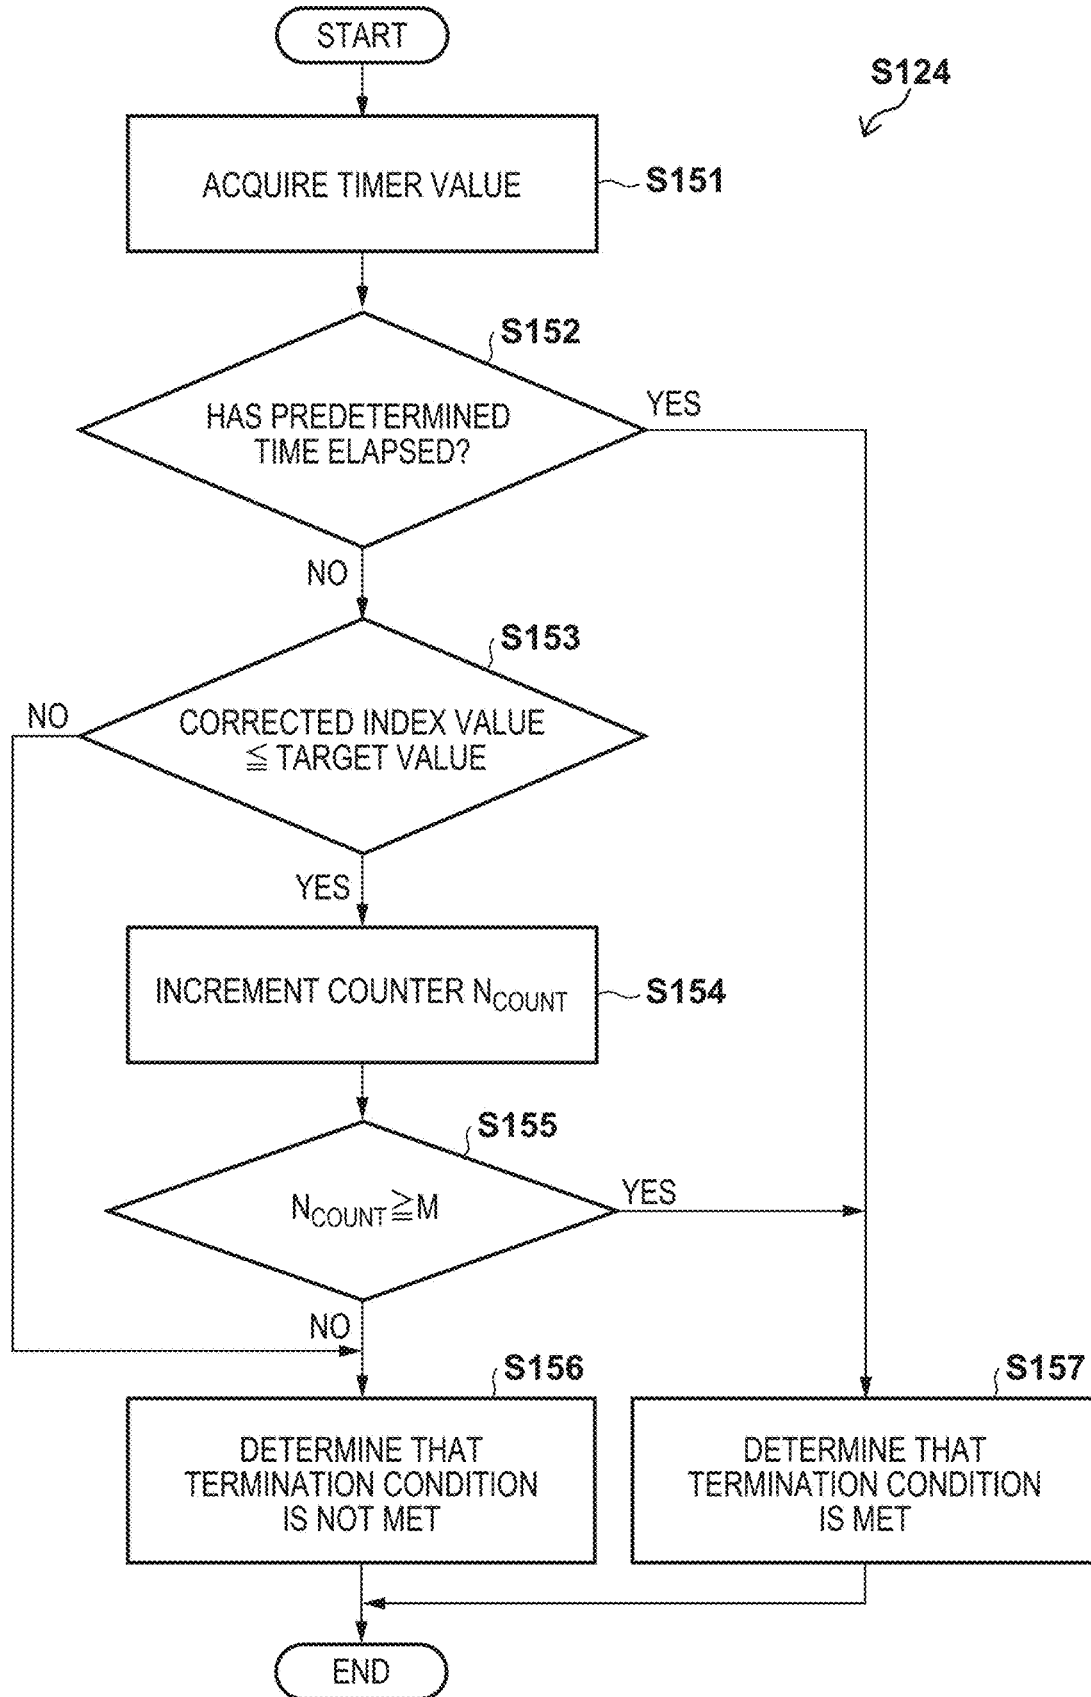 START
S124
ACQUIRE TIMER VALUE
S151
S152
HAS PREDETERMINED
TIME ELAPSED?
YES
NO
S153
CORRECTED INDEX VALUE
≦ TARGET VALUE
NO
YES
INCREMENT COUNTER NCOUNT
S154
S155
NCOUNT≧M
YES
NO
S156
DETERMINE THAT
TERMINATION CONDITION
IS NOT MET
S157
DETERMINE THAT
TERMINATION CONDITION
IS MET
END